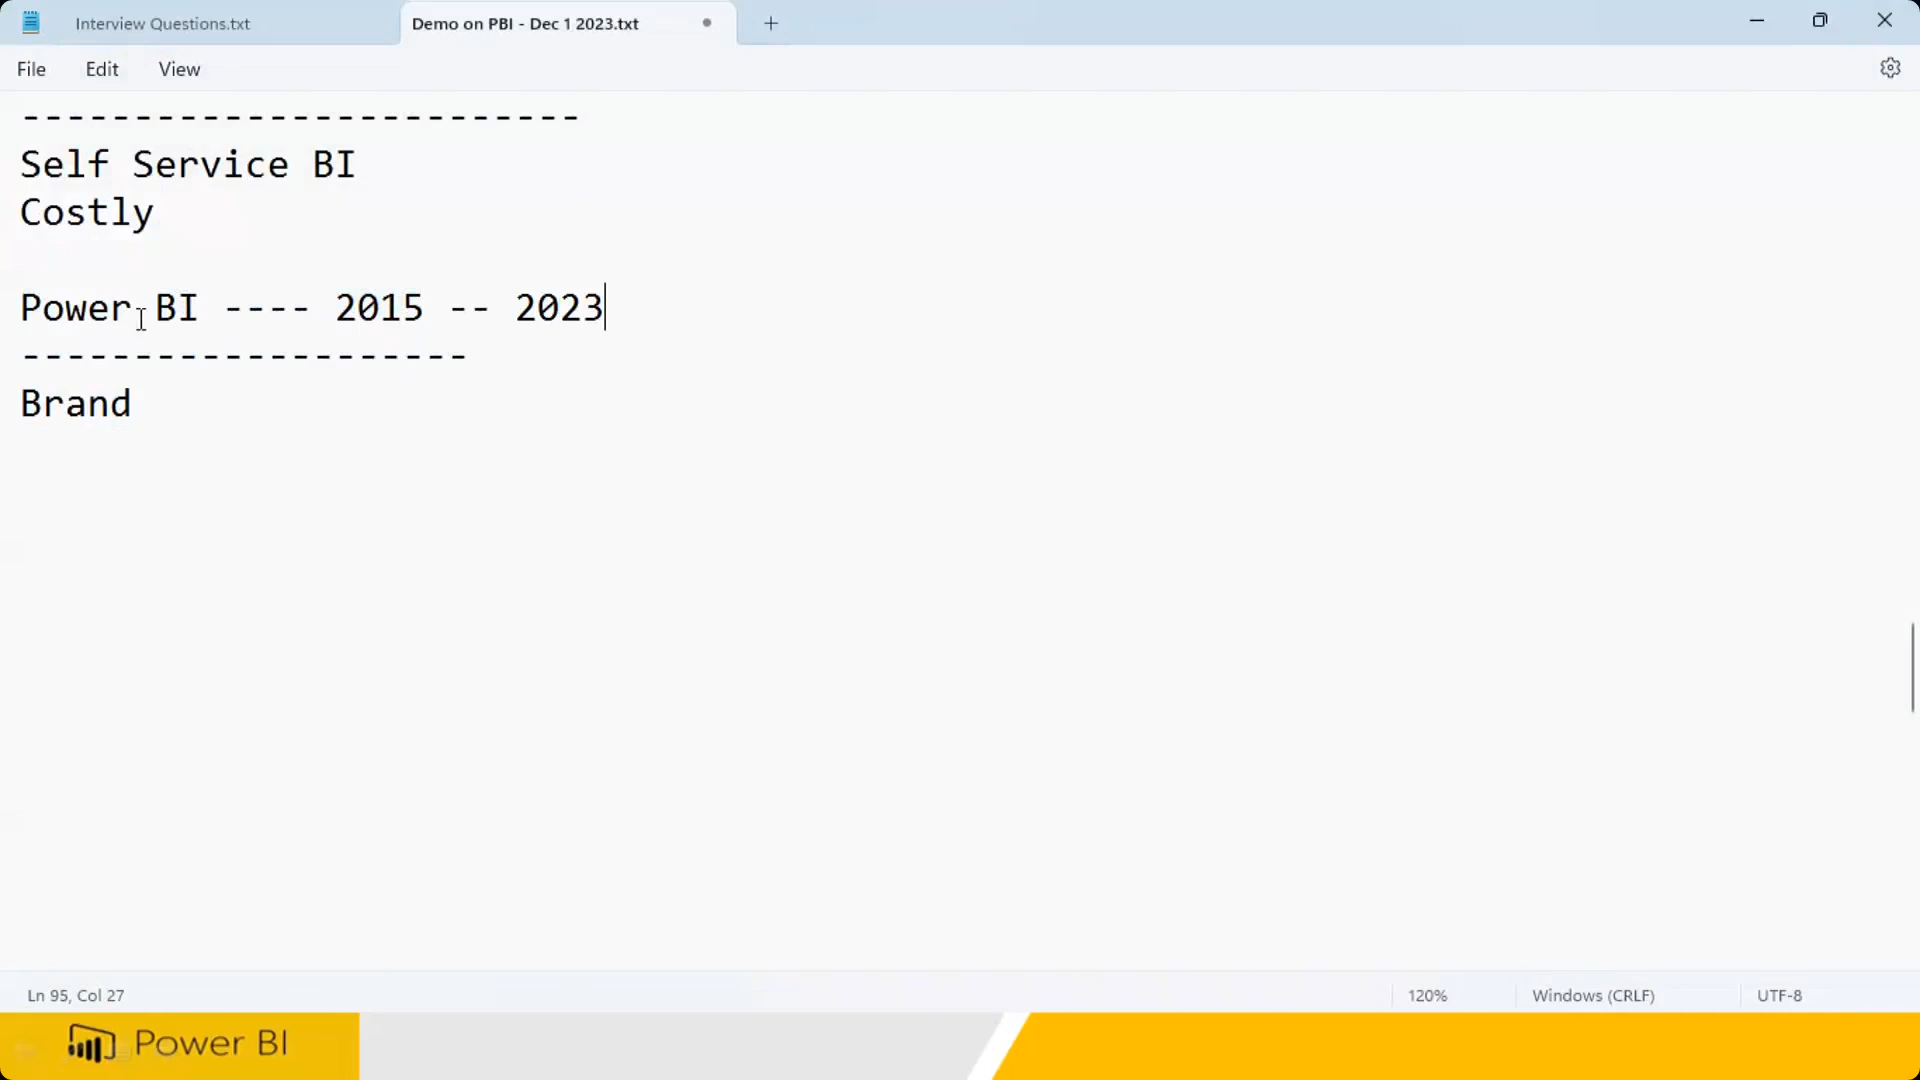 Interview Questions.txt
Demo on PBI - Dec 1 2023.txt
File Edit View
-------------------------
Self Service BI
Costly
Power BI ---- 2015 -- 2023
--------------------
Brand
Ln 95, Col 27
120%
Windows (CRLF)
UTF-8
Power BI